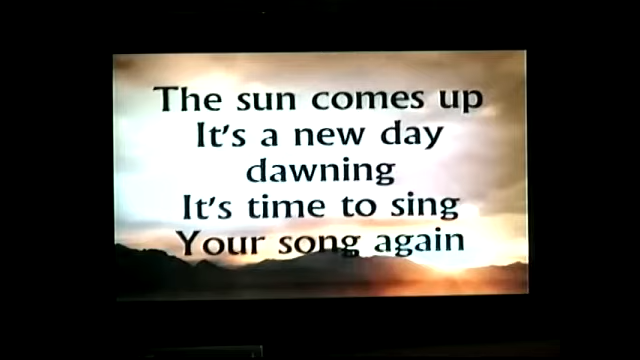 The sun comes up
It's a new day
dawning
It's time to sing
Your song again